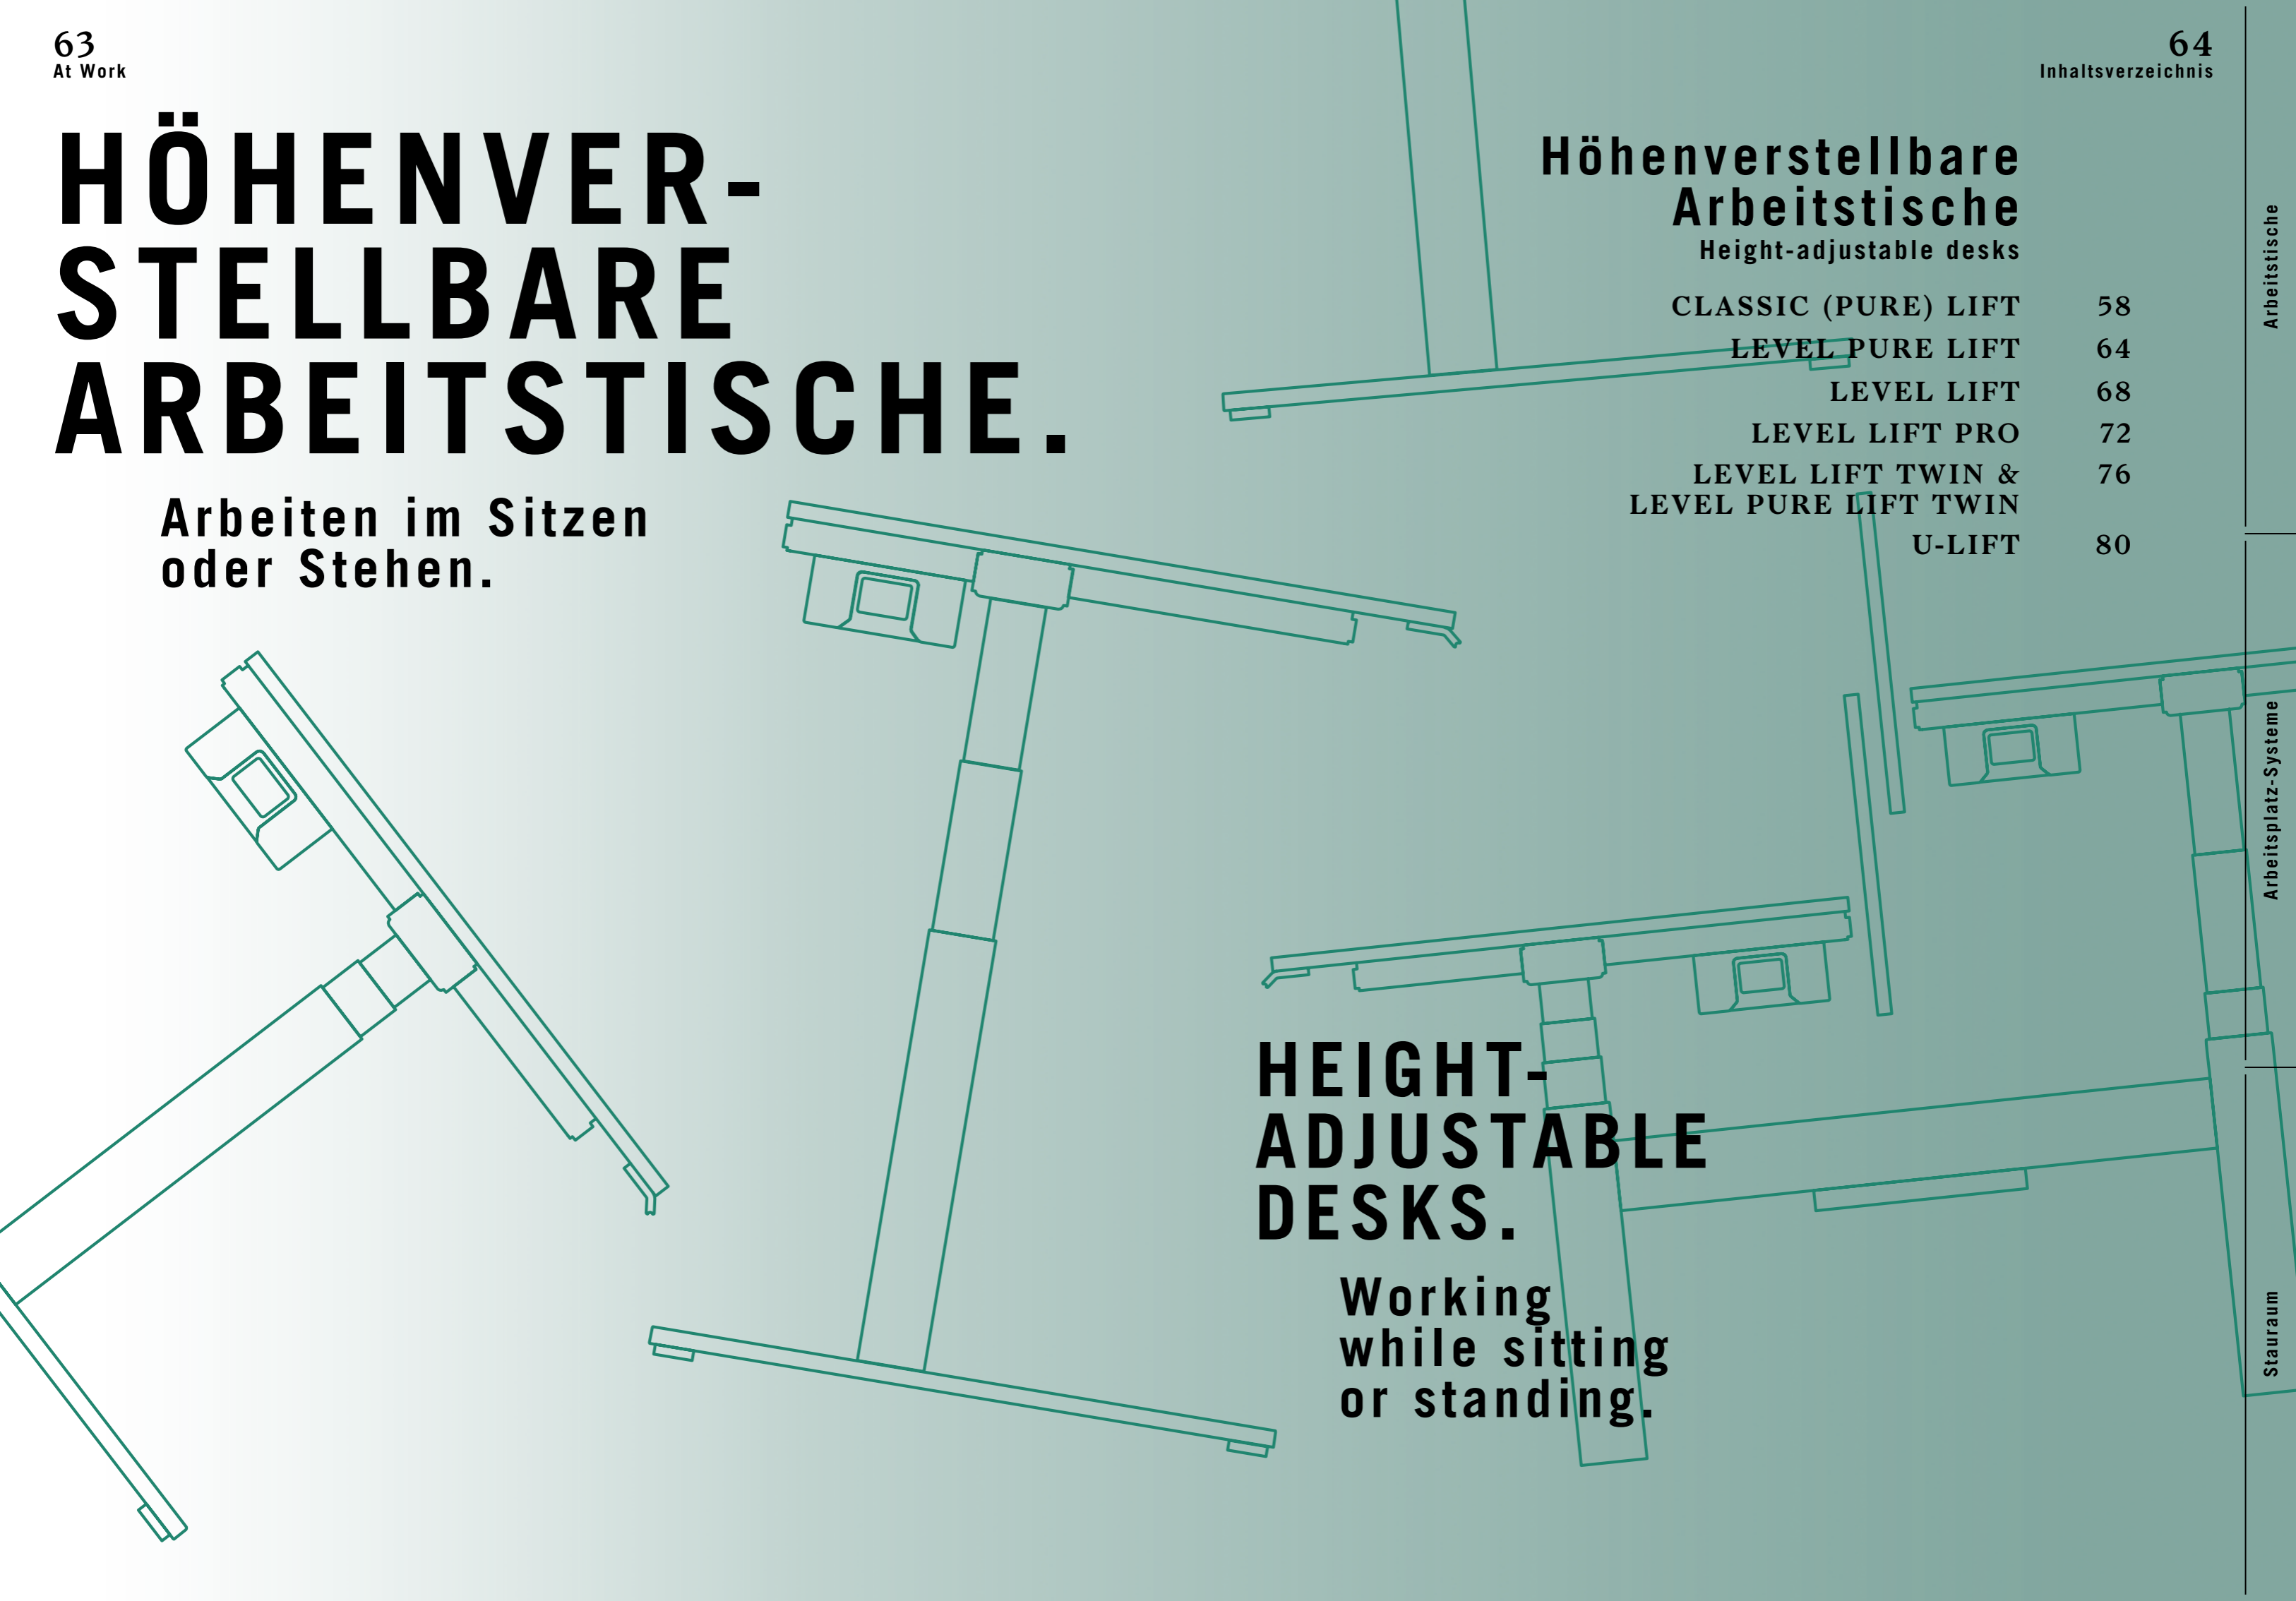 63
At Work
HÖHENVER-
STELLBARE
ARBEITSTISCHE.
Arbeiten im Sitzen
oder Stehen.
HEIGHT-
ADJUSTABLE
DESKS.
Working
while sitting
or standing.
64
Inhaltsverzeichnis
Höhenverstellbare
Arbeitstische
Height-adjustable desks
CLASSIC (PURE) LIFT 58
LEVEL PURE LIFT 64
LEVEL LIFT 68
LEVEL LIFT PRO 72
LEVEL LIFT TWIN & 76
LEVEL PURE LIFT TWIN
U-LIFT 80
Arbeitstische
Arbeitsplatz-Systeme
Stauraum